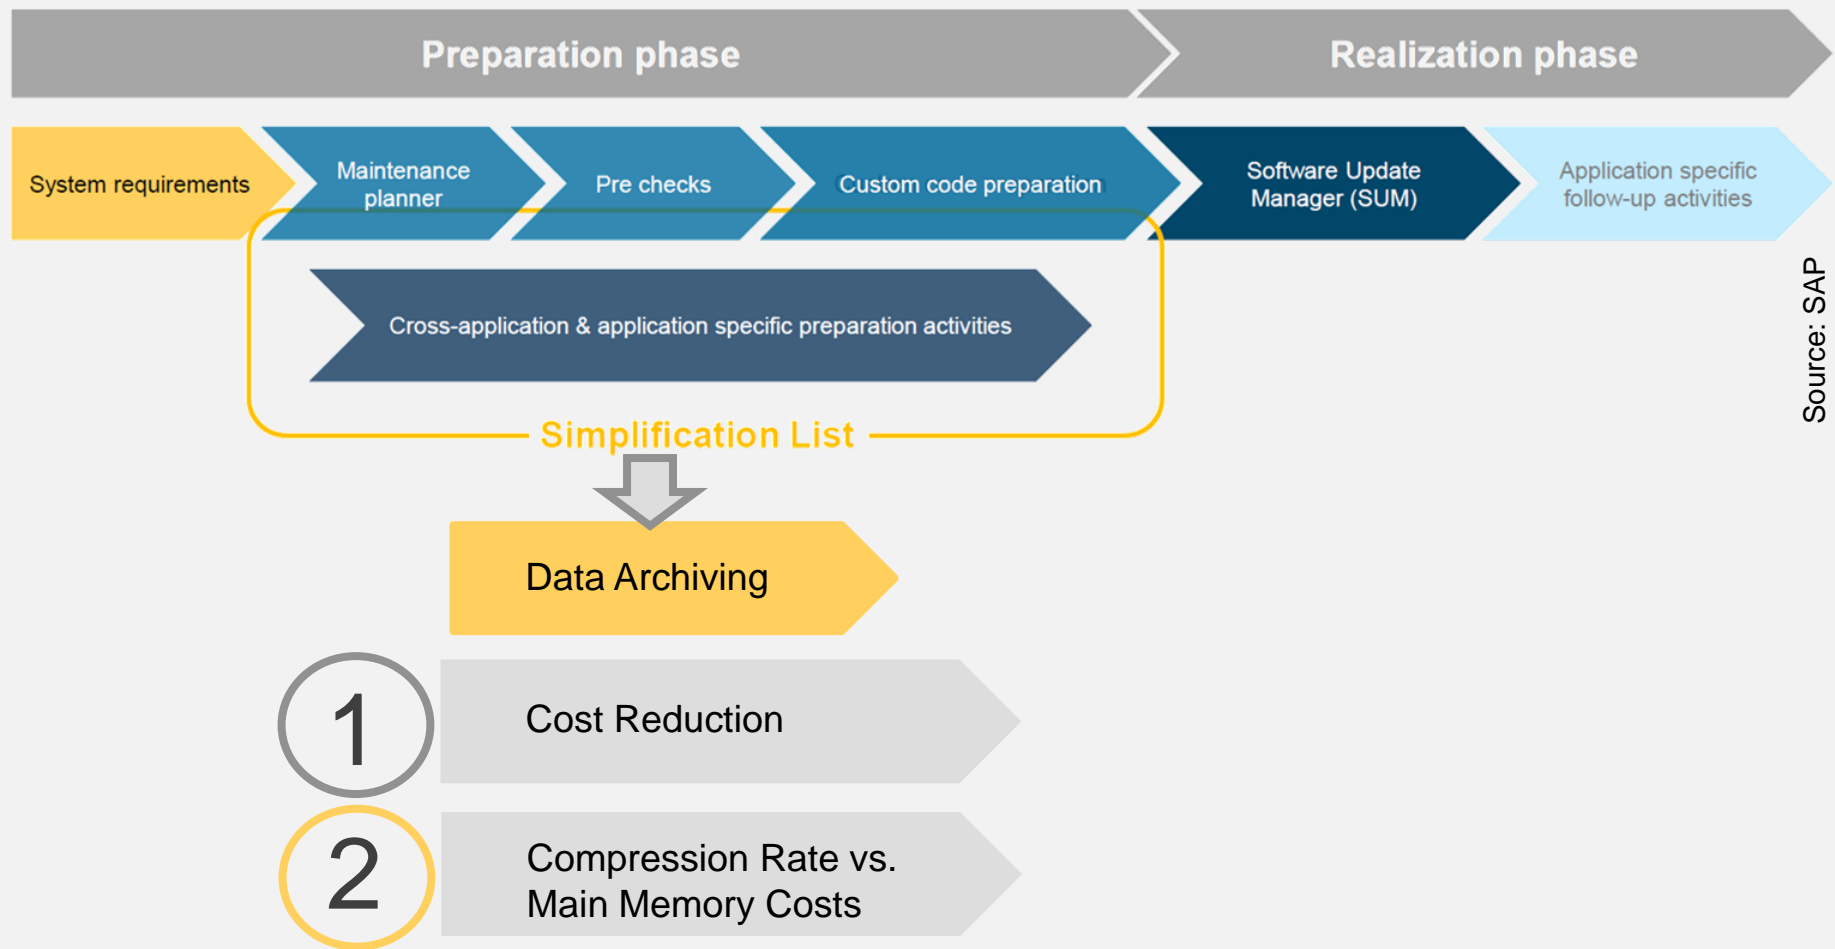 Preparation phase
Realization phase
System requirements
Maintenance
planner
Pre checks
Custom code preparation
Software Update
Manager (SUM)
Application specific
follow-up activities
Cross-application & application specific preparation activities
Source: SAP
Simplification List
Data Archiving
1
Cost Reduction
2
Compression Rate vs.
Main Memory Costs